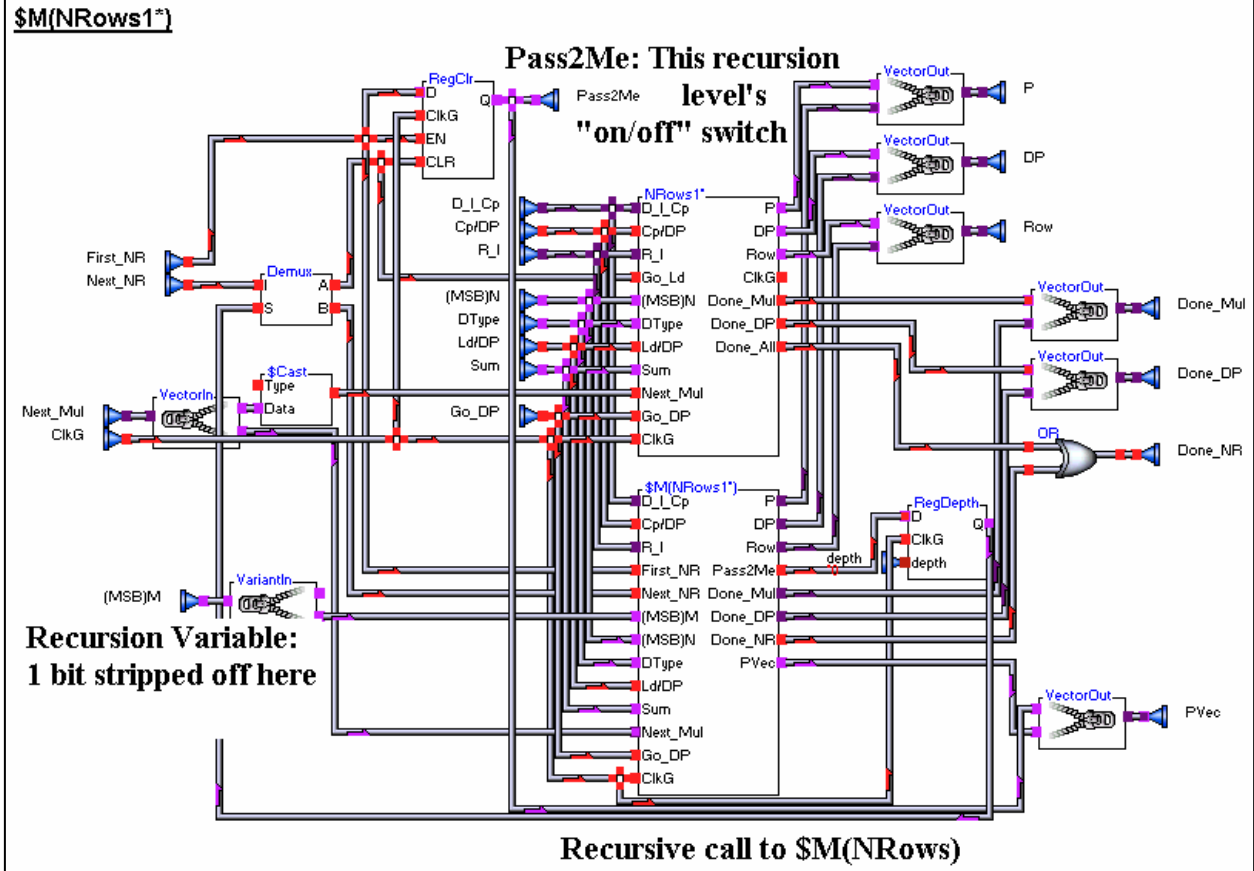 $M(NRows1*)
Pass2Me: This recursion
level's
"on/off" switch
RegClr
D
ClkG
EN
CLR
Q
Pass2Me
VectorOut
P
VectorOut
DP
VectorOut
Row
First_NR
Next_NR
Demux
I
S
A
B
$Cast
Type
Data
VectorIn
Next_Mul
ClkG
D_I_Cp
Cp/DP
R_I
(MSB)N
DType
Ld/DP
Sum
Go_DP
NRows1*
D_I_Cp
Cp/DP
R_I
Go_Ld
(MSB)N
DType
Ld/DP
Sum
Next_Mul
Go_DP
ClkG
P
DP
Row
ClkG
Done_Mul
Done_DP
Done_All
VectorOut
Done_Mul
VectorOut
Done_DP
OR
Done_NR
VariantIn
(MSB)M
Recursion Variable:
1 bit stripped off here
$M(NRows1*)
D_I_Cp
Cp/DP
R_I
First_NR
Next_NR
(MSB)M
(MSB)N
DType
Ld/DP
Sum
Next_Mul
Go_DP
ClkG
P
DP
Row
Pass2Me
Done_Mul
Done_DP
Done_NR
PVec
depth
RegDepth
D
ClkG
depth
Q
VectorOut
PVec
Recursive call to $M(NRows)